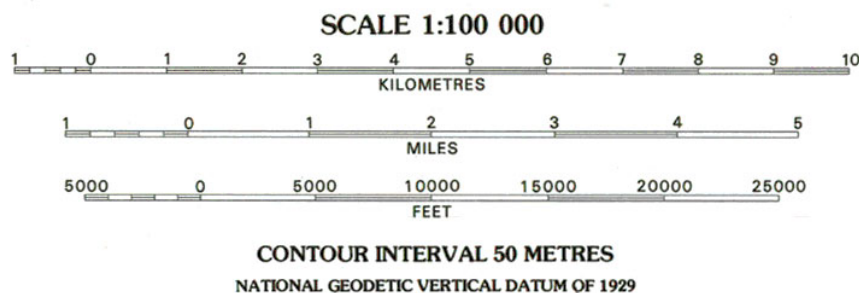 SCALE 1:100 000
1 0 1 2 3 4 5 6 7 8 9 10
KILOMETRES
1 0 1 2 3 4 5
MILES
5000 0 5000 10000 15000 20000 25000
FEET
CONTOUR INTERVAL 50 METRES
NATIONAL GEODETIC VERTICAL DATUM OF 1929